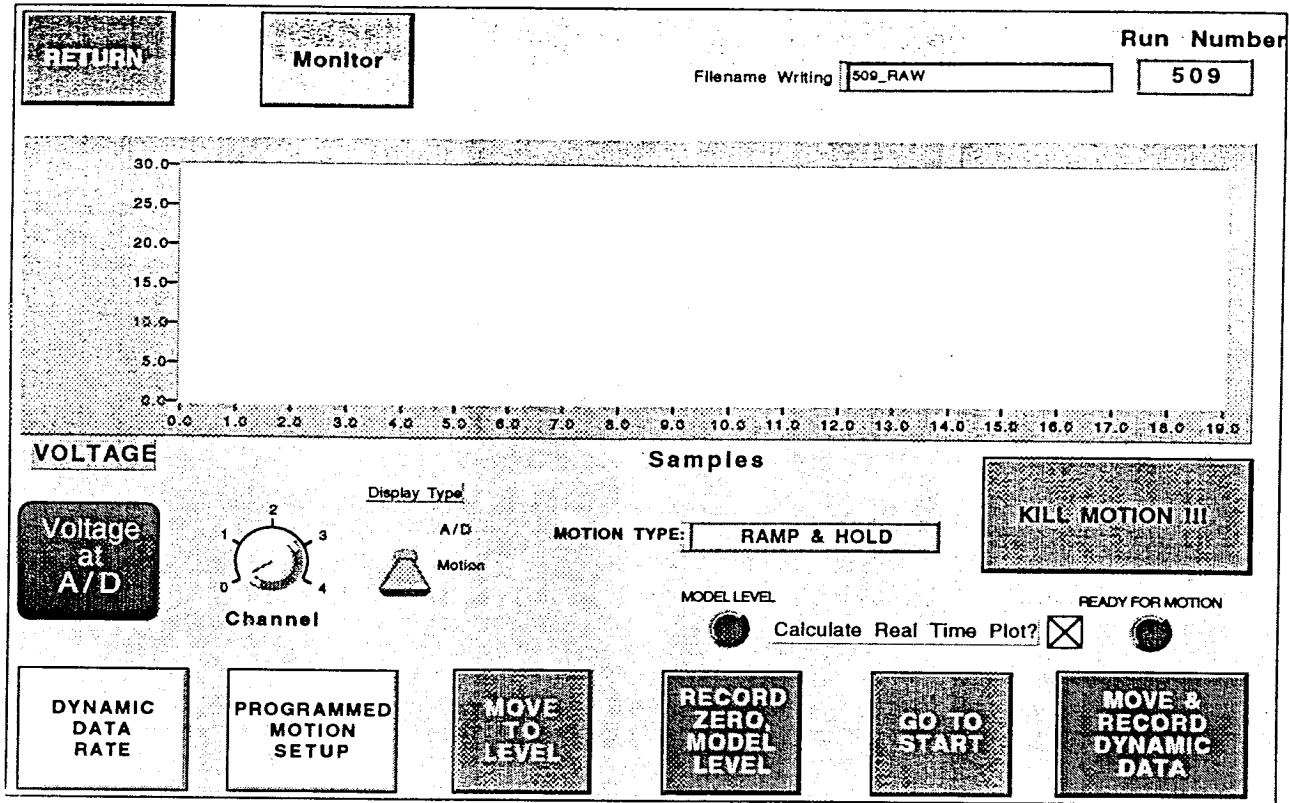 RETURN
Monitor
Run Number
Filename Writing 509_RAW
509
30.0
25.0
20.0
15.0
10.0
5.0
0.0
0.0 1.0 2.0 3.0 4.0 5.0 6.0 7.0 8.0 9.0 10.0 11.0 12.0 13.0 14.0 15.0 16.0 17.0 18.0 19.0
VOLTAGE
Samples
Voltage
at
A/D
0
1
2
3
4
Channel
Display Type
A/D
Motion
MOTION TYPE: RAMP & HOLD
KILL MOTION !!!
MODEL LEVEL
Calculate Real Time Plot?
READY FOR MOTION
DYNAMIC
DATA
RATE
PROGRAMMED
MOTION
SETUP
MOVE
TO
LEVEL
RECORD
ZERO,
MODEL
LEVEL
GO TO
START
MOVE &
RECORD
DYNAMIC
DATA